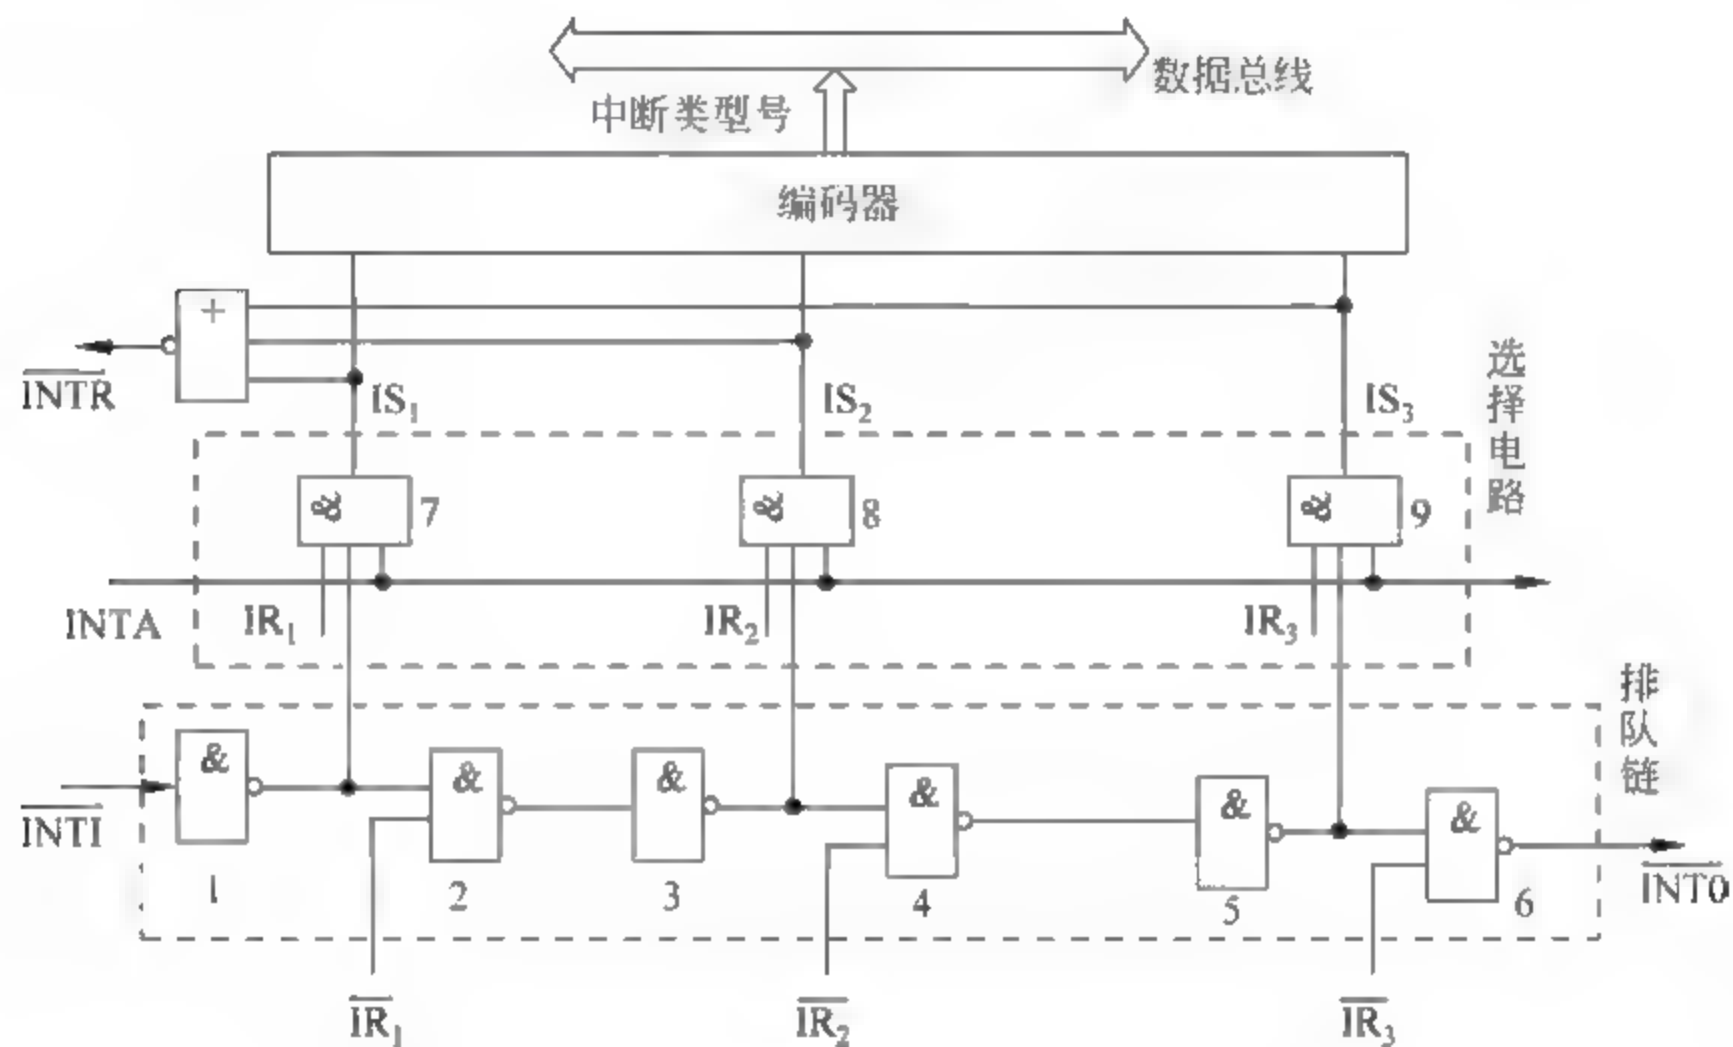 数据总线
中断类型号
编码器
+
INTR
IS₁
IS₂
IS₃
选择电路
& 7
& 8
& 9
INTA
IR₁
IR₂
IR₃
排队链
&
&
&
&
&
&
INTI
1
2
3
4
5
6
INT0
IR₁
IR₂
IR₃